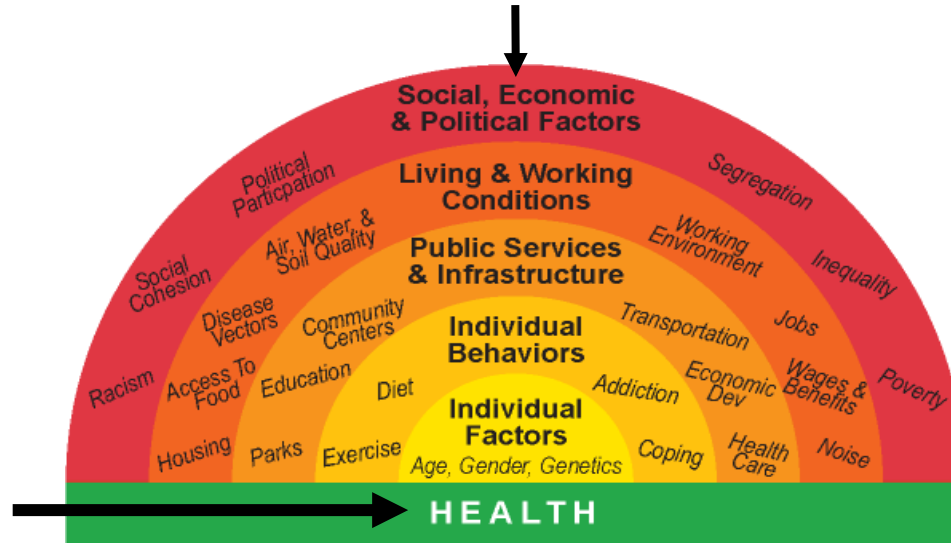 Social, Economic
& Political Factors
Political
Particpation
Segregation
Social
Cohesion
Inequality
Racism
Poverty
Living & Working
Conditions
Air, Water, &
Soil Quality
Working
Environment
Disease
Vectors
Jobs
Access To
Food
Wages &
Benefits
Housing
Noise
Public Services
& Infrastructure
Community
Centers
Transportation
Education
Economic
Dev
Parks
Health
Care
Individual
Behaviors
Diet
Addiction
Exercise
Coping
Individual
Factors
Age, Gender, Genetics
HEALTH